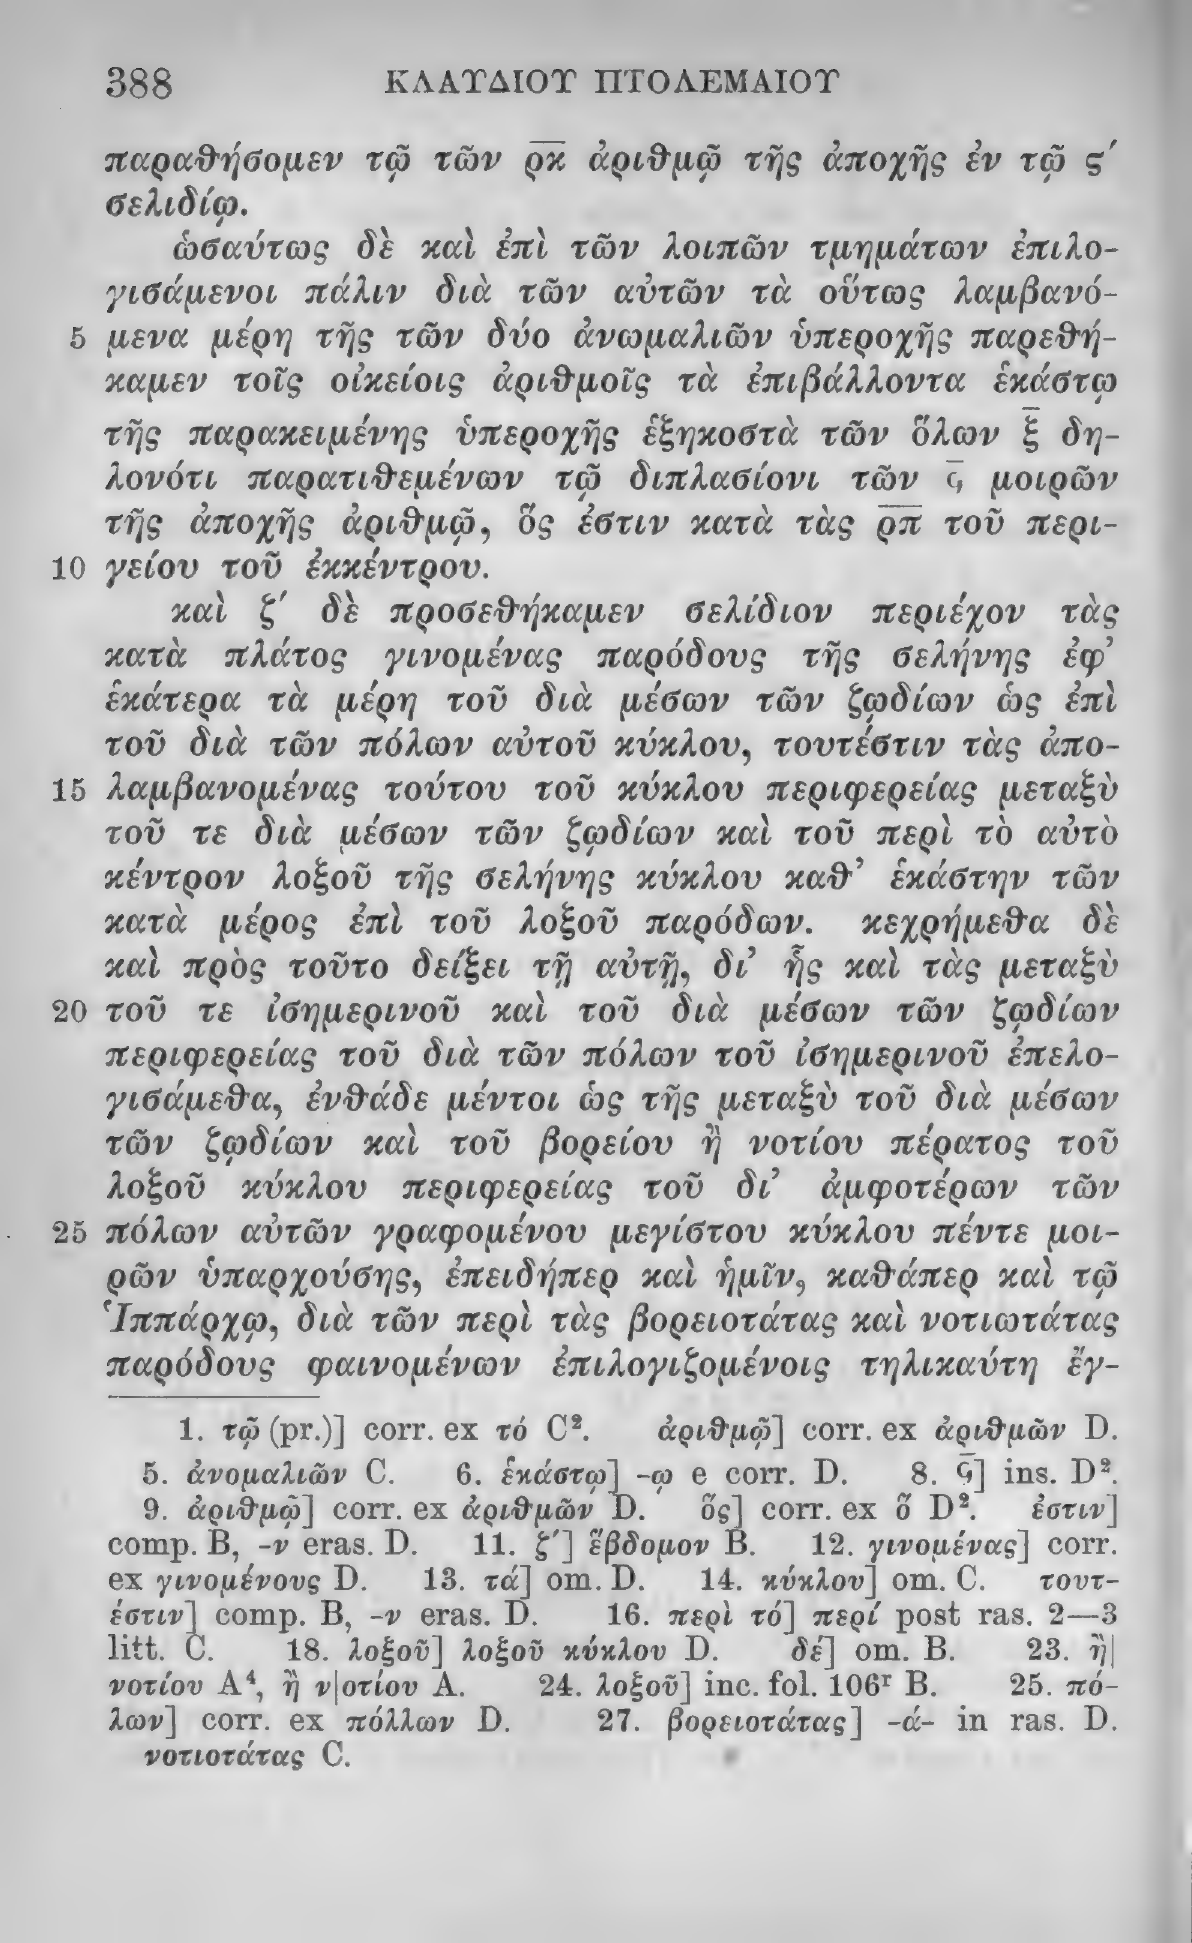 388 ΚΛΑΥΔΙΟΥ ΠΤΟΛΕΜΑΙΟΥ
παραθήσομεν τῷ τῶν ρ̅κ̅ ἀριθμῷ τῆς ἀποχῆς ἐν τῷ ϛʹ
σελιδίῳ.
ὡσαύτως δὲ καὶ ἐπὶ τῶν λοιπῶν τμημάτων ἐπιλο-
γισάμενοι πάλιν διὰ τῶν αὐτῶν τὰ οὕτως λαμβανό-
5 μενα μέρη τῆς τῶν δύο ἀνωμαλιῶν ὑπεροχῆς παρεθή-
καμεν τοῖς οἰκείοις ἀριθμοῖς τὰ ἐπιβάλλοντα ἑκάστῳ
τῆς παρακειμένης ὑπεροχῆς ἑξηκοστὰ τῶν ὅλων ξ̅ δη-
λονότι παρατιθεμένων τῷ διπλασίονι τῶν ϟ̅ μοιρῶν
τῆς ἀποχῆς ἀριθμῷ, ὅς ἐστιν κατὰ τὰς ρ̅π̅ τοῦ περι-
10 γείου τοῦ ἐκκέντρου.
καὶ ζʹ δὲ προσεθήκαμεν σελίδιον περιέχον τὰς
κατὰ πλάτος γινομένας παρόδους τῆς σελήνης ἐφ’
ἑκάτερα τὰ μέρη τοῦ διὰ μέσων τῶν ζῳδίων ὡς ἐπὶ
τοῦ διὰ τῶν πόλων αὐτοῦ κύκλου, τουτέστιν τὰς ἀπο-
15 λαμβανομένας τούτου τοῦ κύκλου περιφερείας μεταξὺ
τοῦ τε διὰ μέσων τῶν ζῳδίων καὶ τοῦ περὶ τὸ αὐτὸ
κέντρον λοξοῦ τῆς σελήνης κύκλου καθ’ ἑκάστην τῶν
κατὰ μέρος ἐπὶ τοῦ λοξοῦ παρόδων. κεχρήμεθα δὲ
καὶ πρὸς τοῦτο δείξει τῇ αὐτῇ, δι’ ἧς καὶ τὰς μεταξὺ
20 τοῦ τε ἰσημερινοῦ καὶ τοῦ διὰ μέσων τῶν ζῳδίων
περιφερείας τοῦ διὰ τῶν πόλων τοῦ ἰσημερινοῦ ἐπελο-
γισάμεθα, ἐνθάδε μέντοι ὡς τῆς μεταξὺ τοῦ διὰ μέσων
τῶν ζῳδίων καὶ τοῦ βορείου ἢ νοτίου πέρατος τοῦ
λοξοῦ κύκλου περιφερείας τοῦ δι’ ἀμφοτέρων τῶν
25 πόλων αὐτῶν γραφομένου μεγίστου κύκλου πέντε μοι-
ρῶν ὑπαρχούσης, ἐπειδήπερ καὶ ἡμῖν, καθάπερ καὶ τῷ
Ἱππάρχῳ, διὰ τῶν περὶ τὰς βορειοτάτας καὶ νοτιωτάτας
παρόδους φαινομένων ἐπιλογιζομένοις τηλικαύτη ἔγ-
1. τῷ (pr.)] corr. ex τό C². ἀριθμῷ] corr. ex ἀριθμῶν D.
5. ἀνομαλιῶν C. 6. ἑκάστῳ] -ῳ e corr. D. 8. ϟ̅] ins. D².
9. ἀριθμῷ] corr. ex ἀριθμῶν D. ὅς] corr. ex ὅ D². ἐστιν]
comp. B, -ν eras. D. 11. ζʹ] ἕβδομον B. 12. γινομένας] corr.
ex γινομένους D. 13. τά] om. D. 14. κύκλου] om. C. τουτ-
έστιν] comp. B, -ν eras. D. 16. περὶ τό] περί post ras. 2—3
litt. C. 18. λοξοῦ] λοξοῦ κύκλου D. δέ] om. B. 23. ἢ|
νοτίου A⁴, ἢ ν|οτίου A. 24. λοξοῦ] inc. fol. 106ʳ B. 25. πό-
λων] corr. ex πόλλων D. 27. βορειοτάτας] -ά- in ras. D.
νοτιοτάτας C.